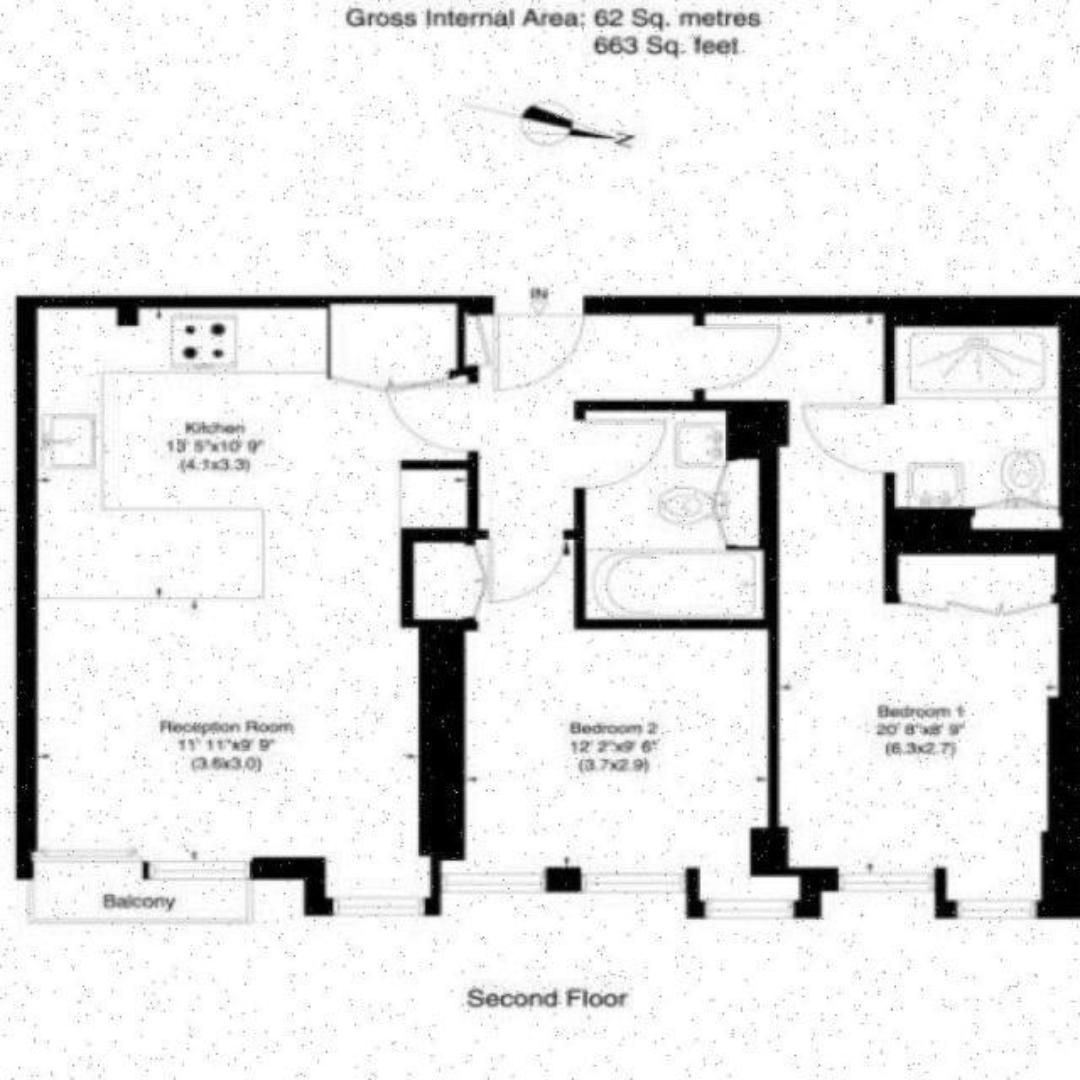 Gross Internal Area: 62 Sq. metres
663 Sq. feet
N
IN
Kitchen
13' 5"x10' 9"
(4.1x3.3)
Reception Room
11' 11"x9' 9"
(3.6x3.0)
Bedroom 2
12' 2"x9' 6"
(3.7x2.9)
Bedroom 1
20' 8"x8' 9"
(6.3x2.7)
Balcony
Second Floor